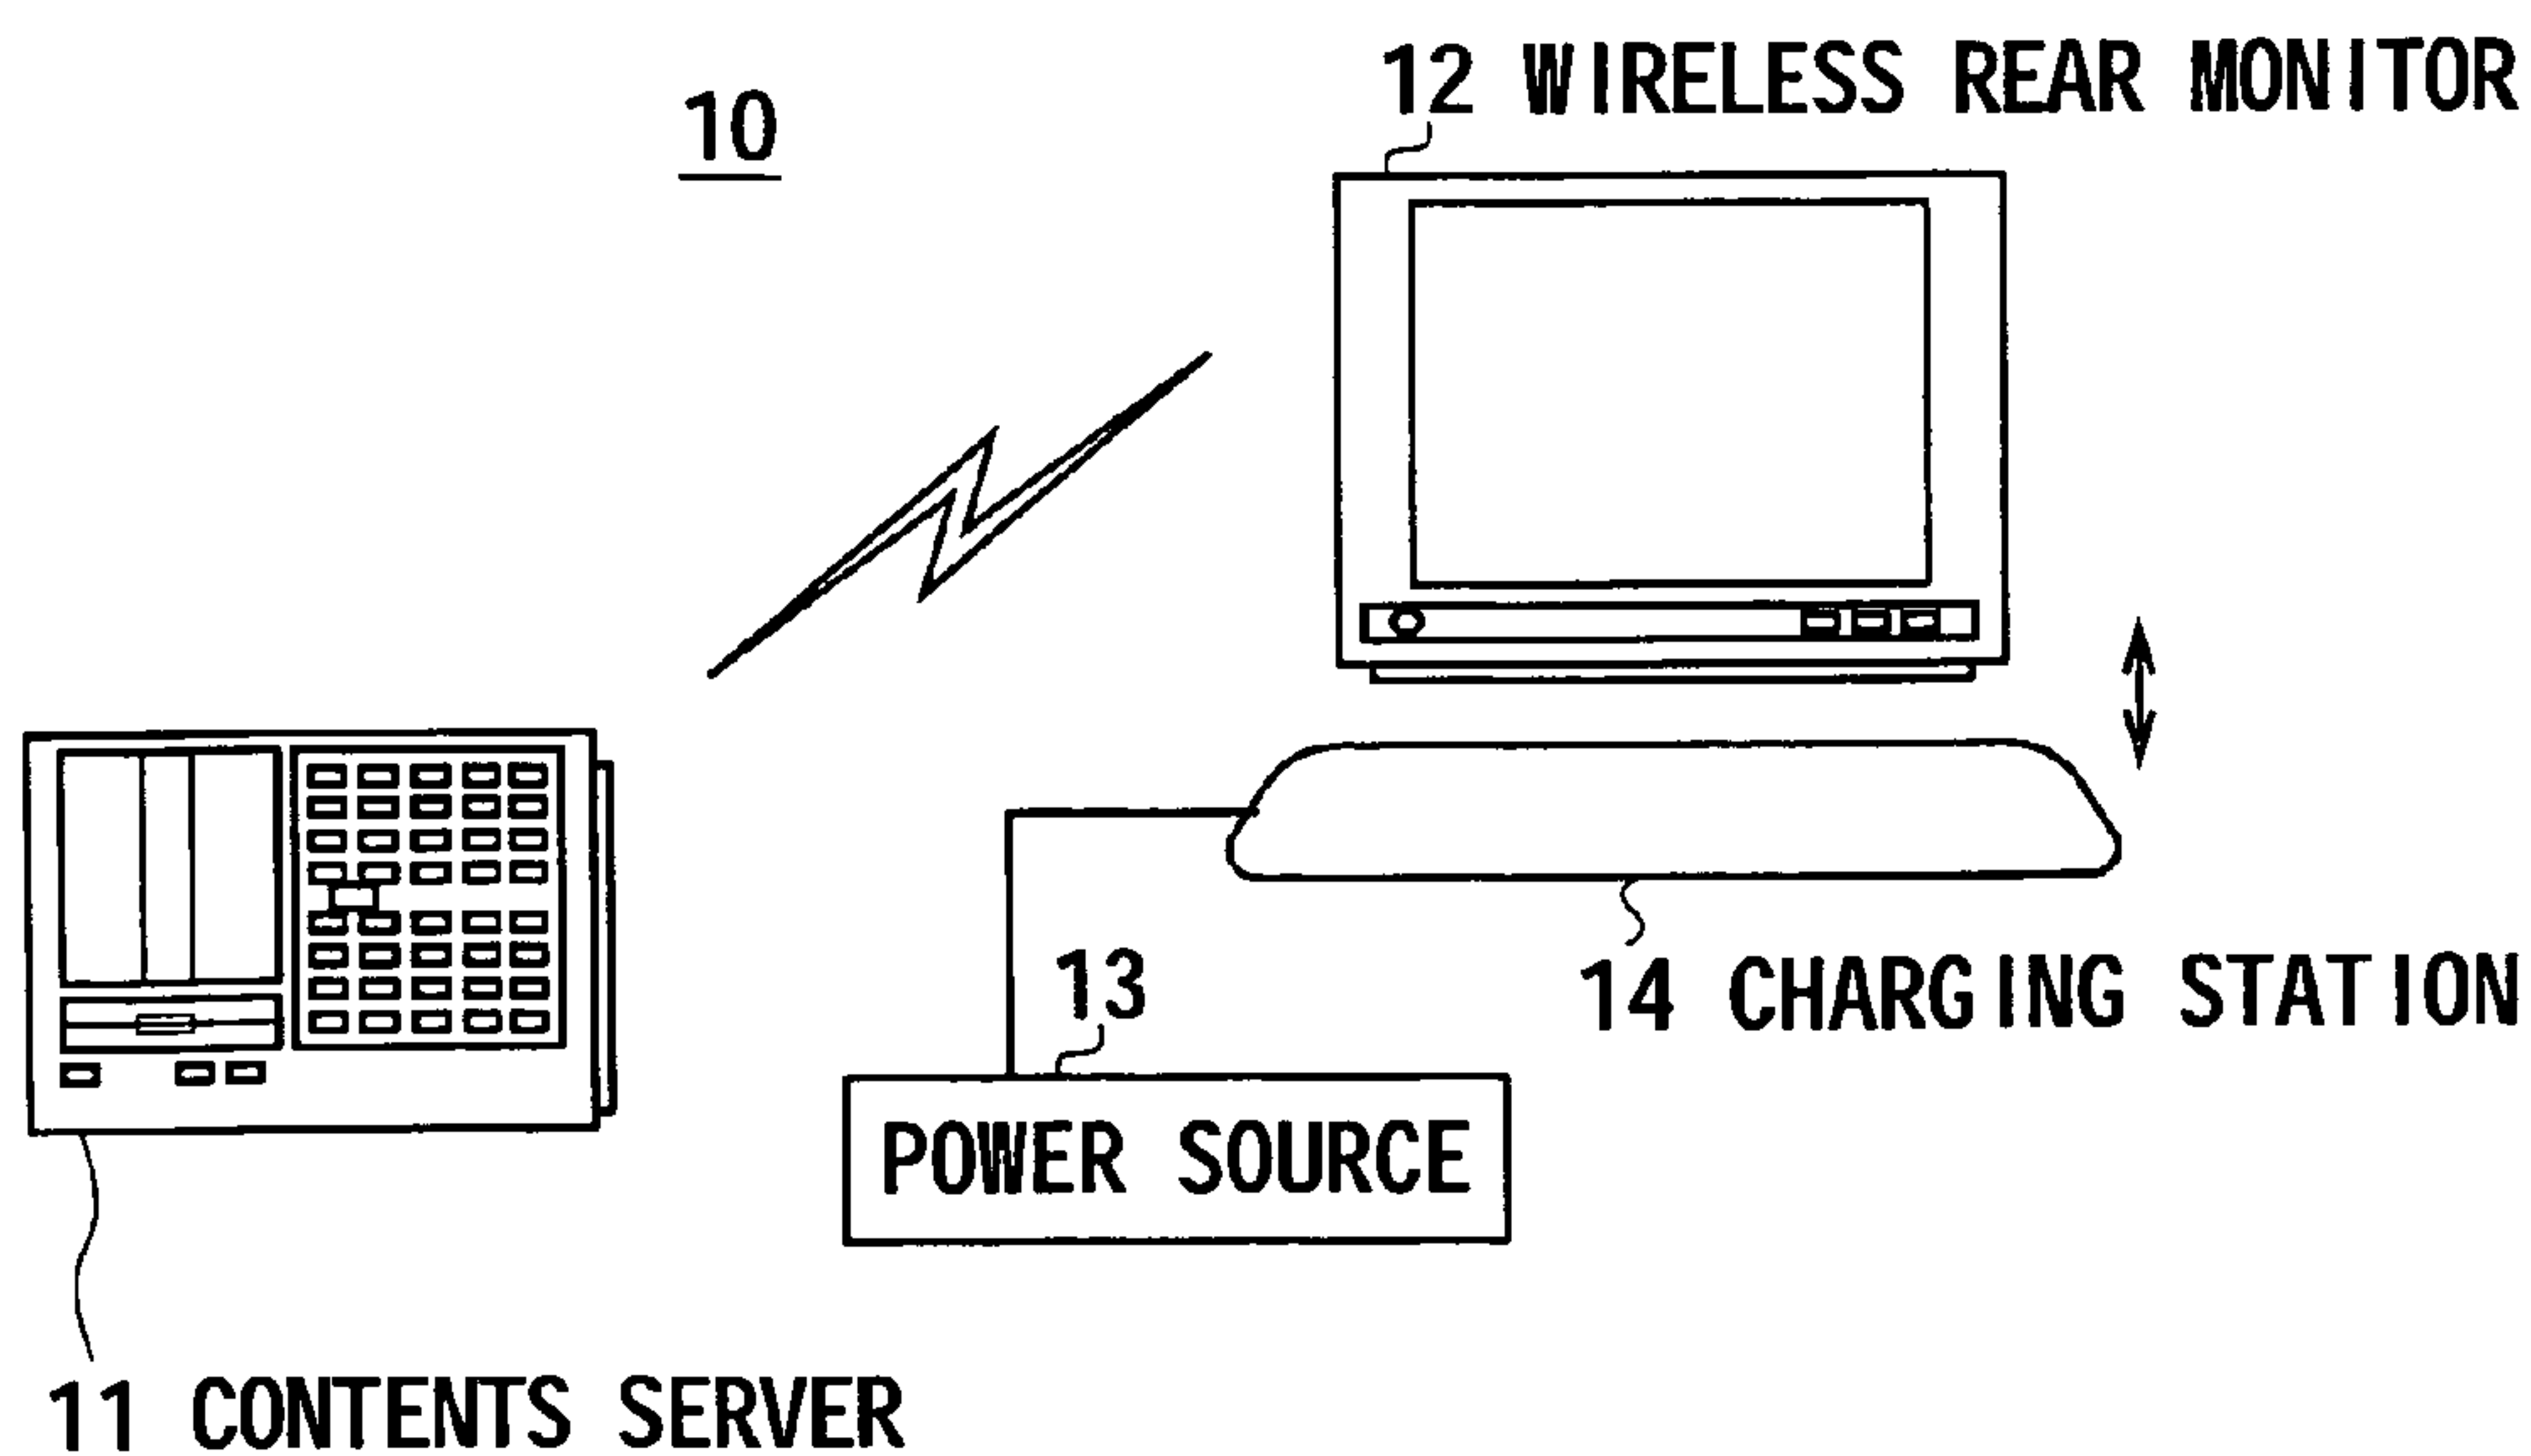 10
12 WIRELESS REAR MONITOR
13
14 CHARGING STATION
POWER SOURCE
11 CONTENTS SERVER